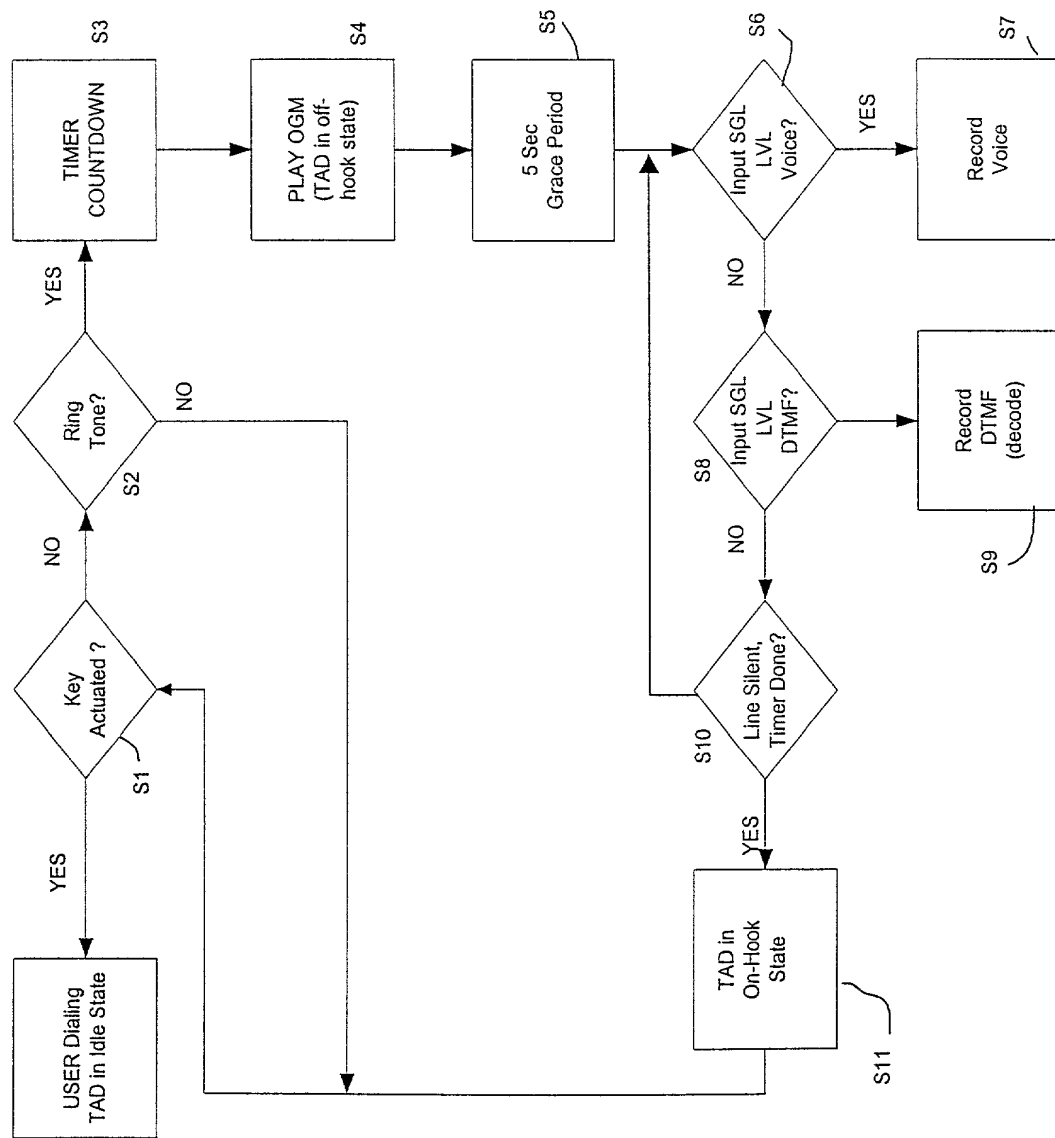 USER Dialing
TAD in Idle State
YES
Key
Actuated ?
S1
NO
Ring
Tone?
S2
YES
NO
TIMER
COUNTDOWN
S3
PLAY OGM
(TAD in off-
hook state)
S4
5 Sec
Grace Period
S5
Input SGL
LVL
Voice?
S6
YES
Record
Voice
S7
NO
Input SGL
LVL
DTMF?
S8
Record
DTMF
(decode)
S9
NO
Line Silent,
Timer Done?
S10
YES
TAD in
On-Hook
State
S11